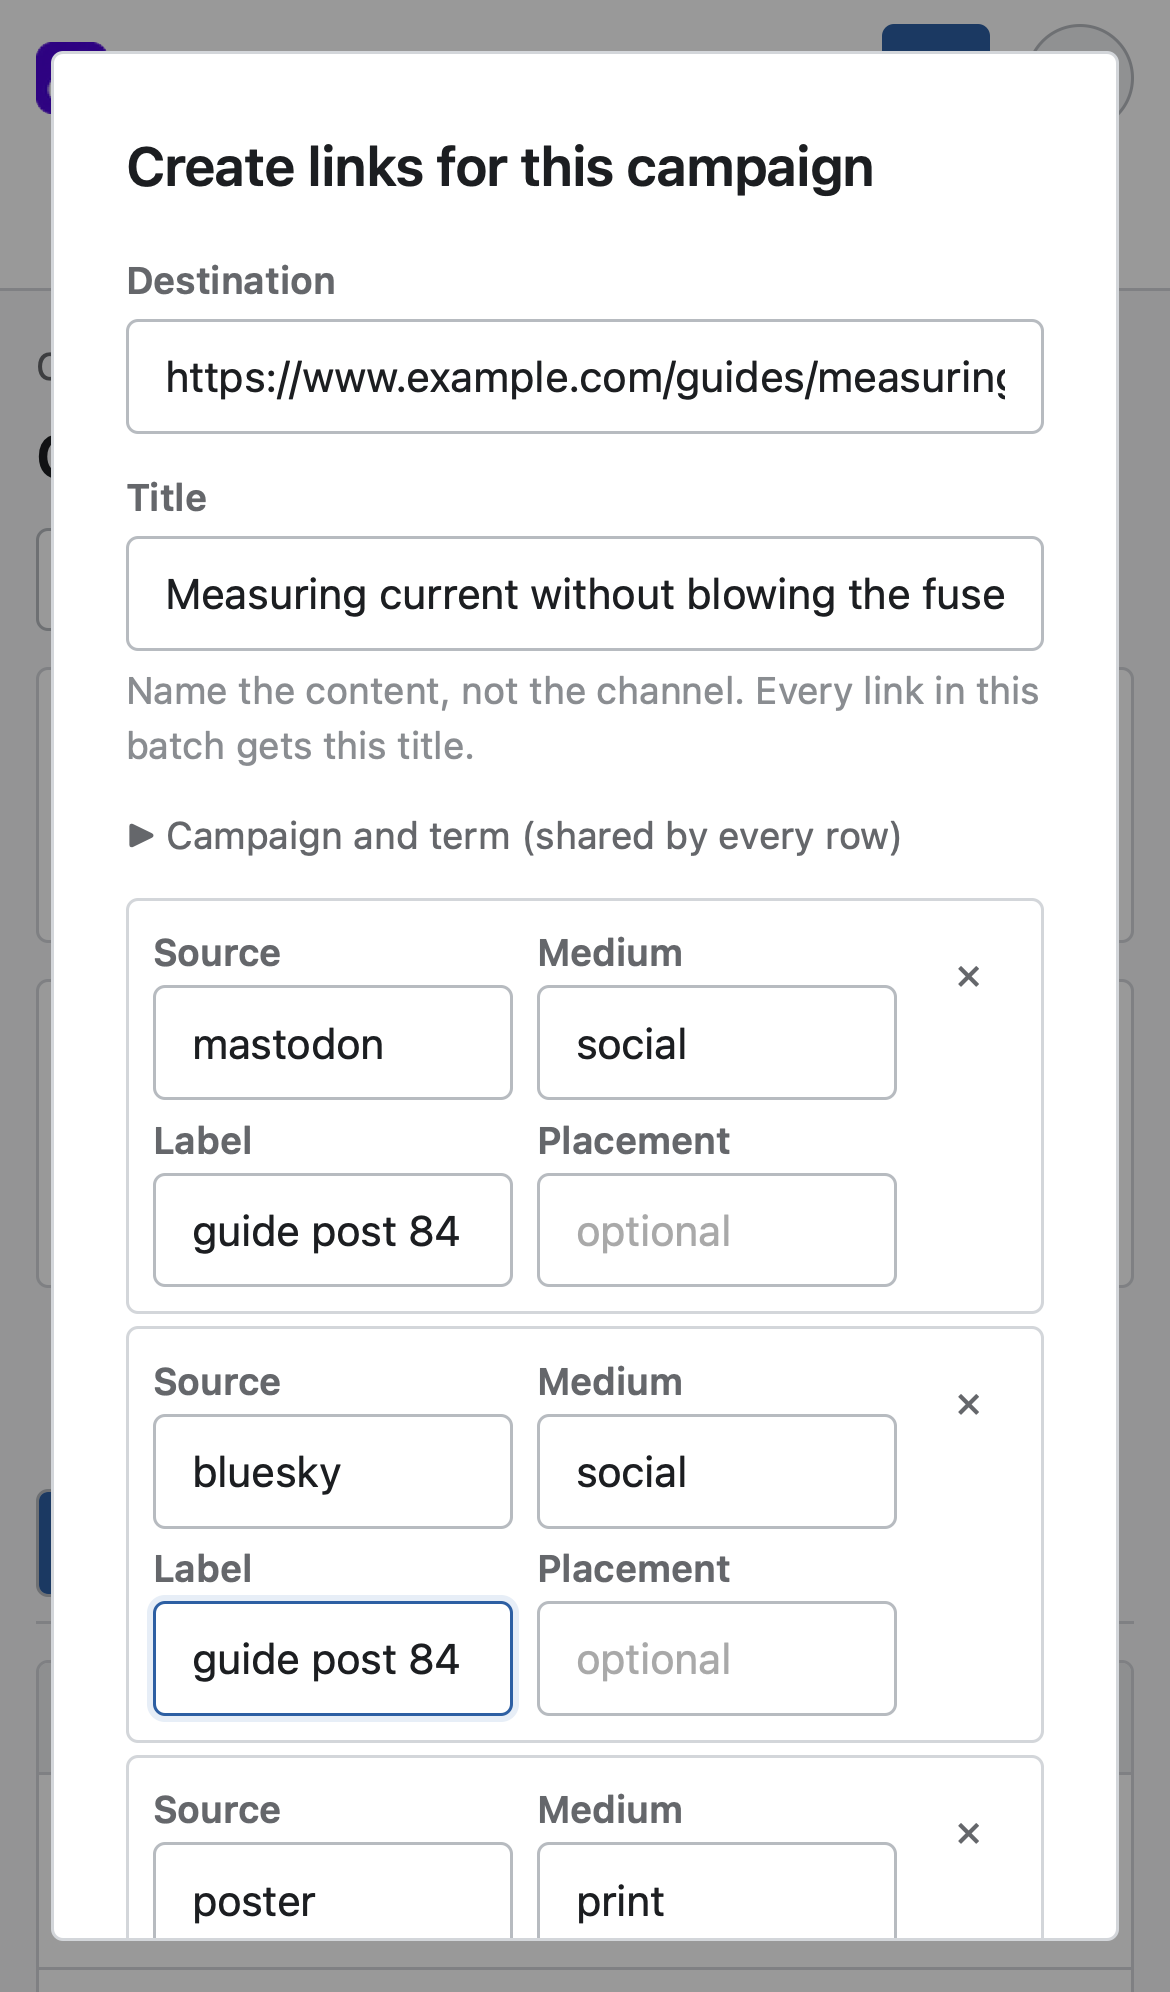 Create links for this campaign
Destination
https://www.example.com/guides/measuring
Title
Measuring current without blowing the fuse
Name the content, not the channel. Every link in this
batch gets this title.
▶ Campaign and term (shared by every row)
Source Medium
×
mastodon social
Label Placement
guide post 84 optional
Source Medium
×
bluesky social
Label Placement
guide post 84 optional
Source Medium
×
poster print